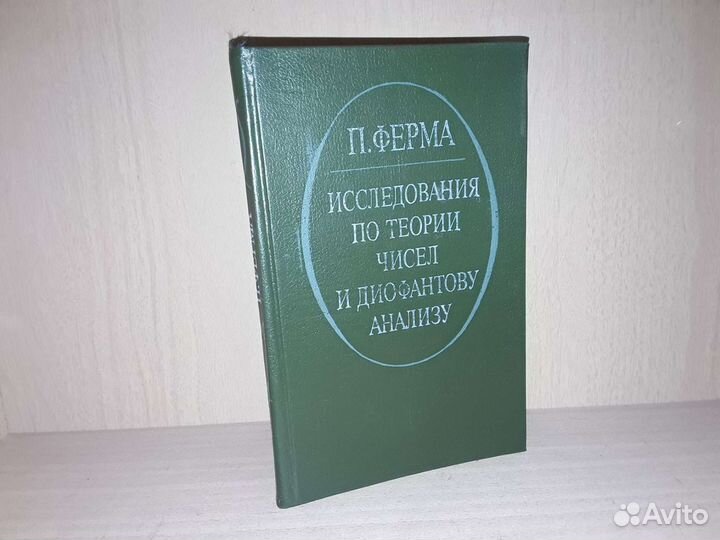 П.ФЕРМА
ИССЛЕДОВАНИЯ
ПО ТЕОРИИ
ЧИСЕЛ
И ДИОФАНТОВУ
АНАЛИЗУ
Avito